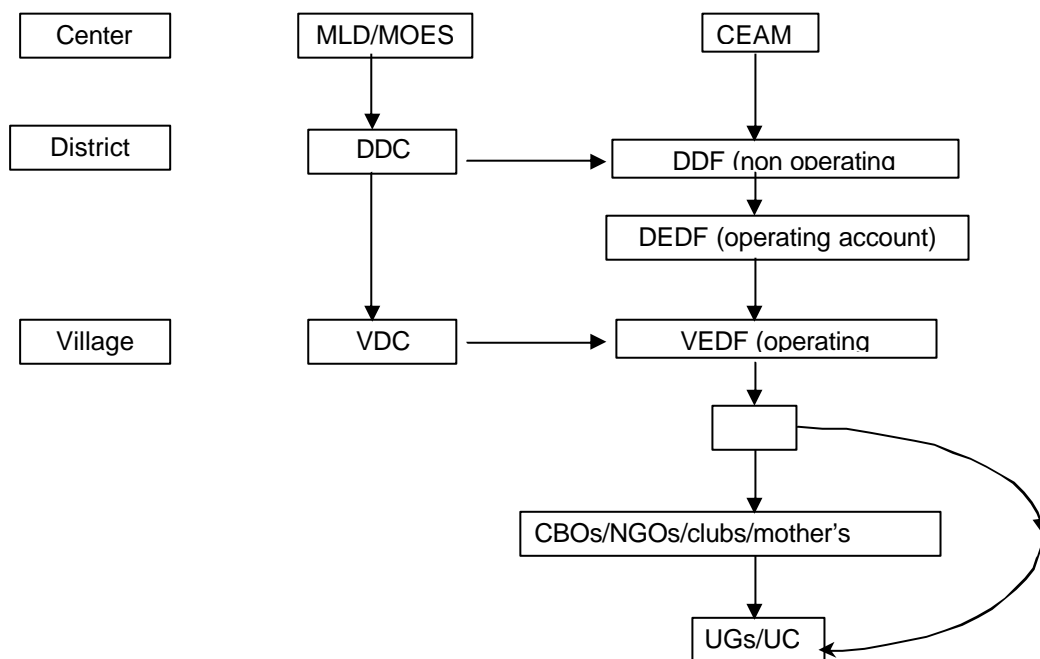 Center
MLD/MOES
CEAM
District
DDC
DDF (non operating
DEDF (operating account)
Village
VDC
VEDF (operating
CBOs/NGOs/clubs/mother's
UGs/UC